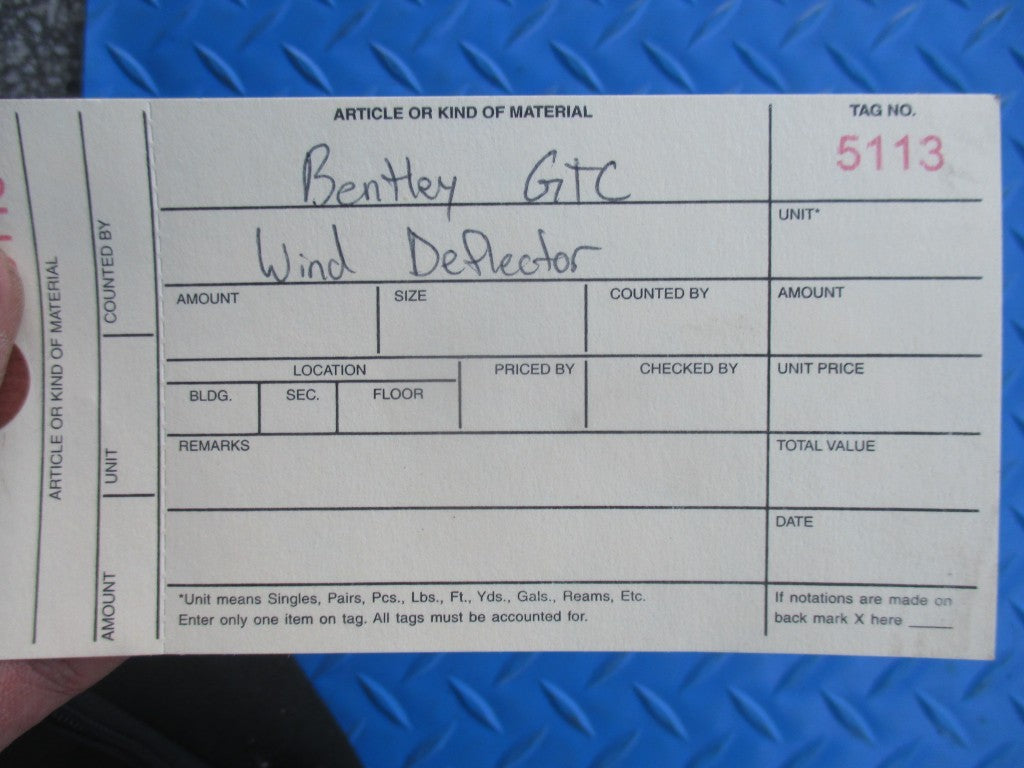 ARTICLE OR KIND OF MATERIAL
TAG NO.
Bentley GTC
5113
Wind Deflector
UNIT*
AMOUNT
SIZE
COUNTED BY
AMOUNT
LOCATION
PRICED BY
CHECKED BY
UNIT PRICE
BLDG.
SEC.
FLOOR
REMARKS
TOTAL VALUE
DATE
*Unit means Singles, Pairs, Pcs., Lbs., Ft., Yds., Gals., Reams, Etc.
Enter only one item on tag. All tags must be accounted for.
If notations are made on
back mark X here _____
ARTICLE OR KIND OF MATERIAL
COUNTED BY
UNIT
AMOUNT